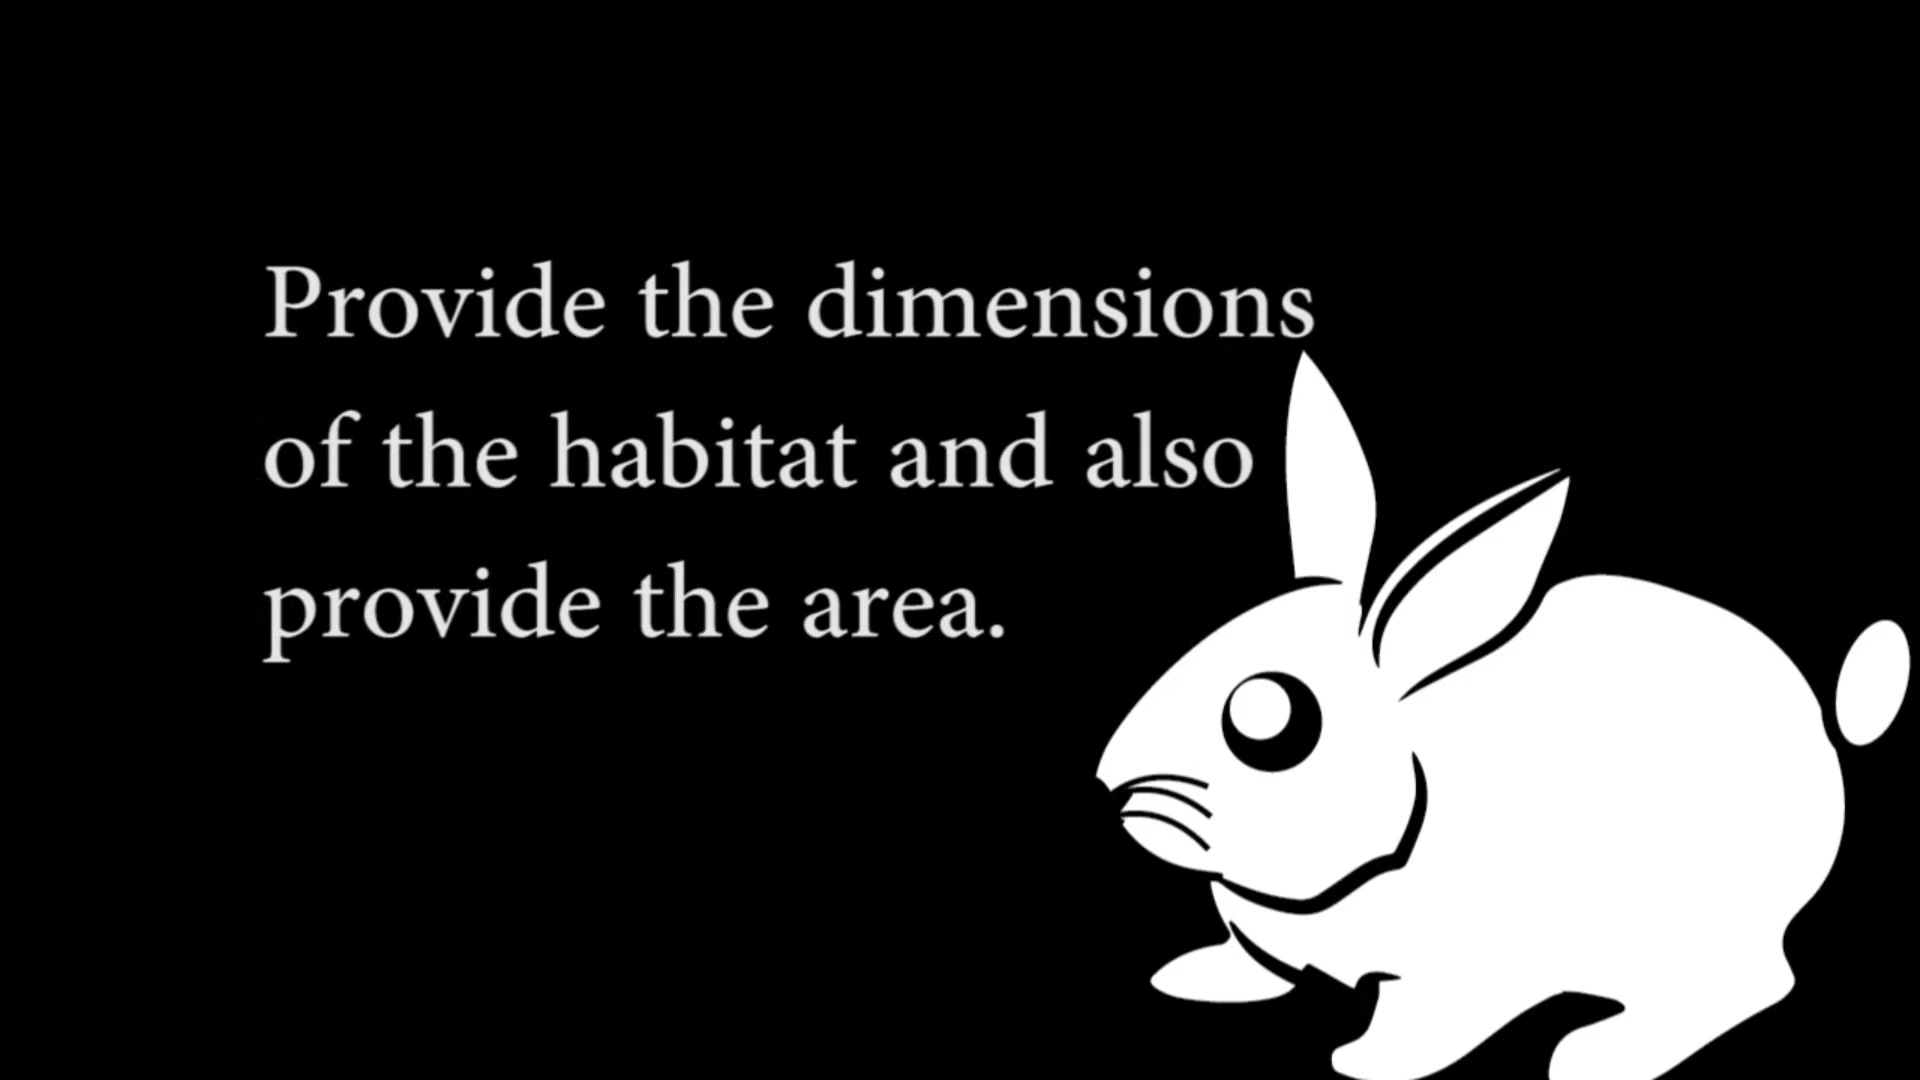 Provide the dimensions
of the habitat and also
provide the area.